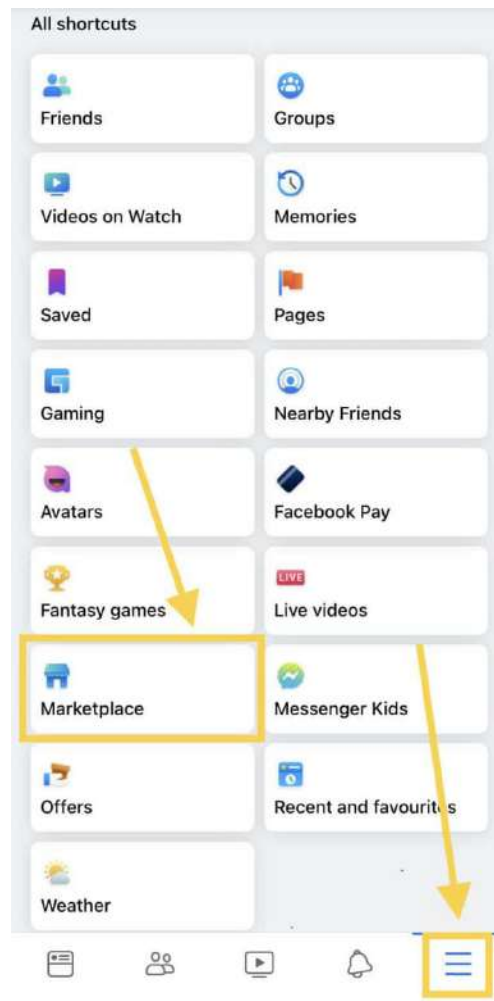 All shortcuts
Friends
Groups
Videos on Watch
Memories
Saved
Pages
Gaming
Nearby Friends
Avatars
Facebook Pay
Fantasy games
LIVE
Live videos
Marketplace
Messenger Kids
Offers
Recent and favourites
Weather